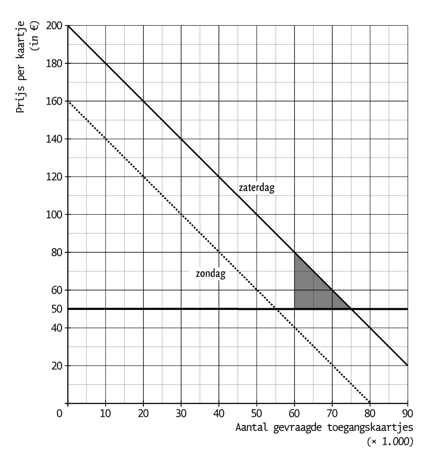 Prijs per kaartje
(in €)
200
180
160
140
120
100
80
60
50
40
20
zaterdag
zondag
0 10 20 30 40 50 60 70 80 90
Aantal gevraagde toegangskaartjes
(× 1.000)